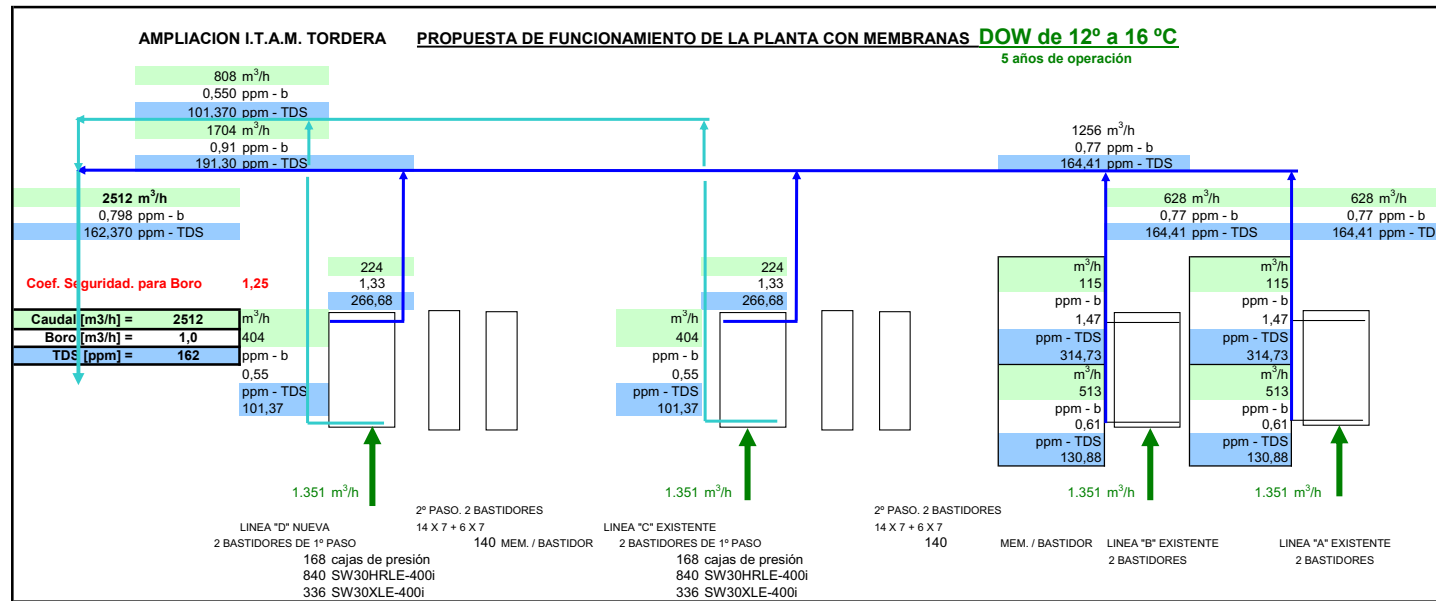 AMPLIACION I.T.A.M. TORDERA PROPUESTA DE FUNCIONAMIENTO DE LA PLANTA CON MEMBRANAS DOW de 12º a 16 ºC
5 años de operación
808 m³/h
0,550 ppm - b
101,370 ppm - TDS
1704 m³/h
0,91 ppm - b
191,30 ppm - TDS
1256 m³/h
0,77 ppm - b
164,41 ppm - TDS
2512 m³/h
0,798 ppm - b
162,370 ppm - TDS
628 m³/h
0,77 ppm - b
164,41 ppm - TDS
628 m³/h
0,77 ppm - b
164,41 ppm - TD
Coef. Seguridad. para Boro 1,25
Caudal [m3/h] = 2512
Boro [m3/h] = 1,0
TDS [ppm] = 162
224
1,33
266,68
m³/h
404
ppm - b
0,55
ppm - TDS
101,37
224
1,33
266,68
m³/h
404
ppm - b
0,55
ppm - TDS
101,37
m³/h
115
ppm - b
1,47
ppm - TDS
314,73
m³/h
513
ppm - b
0,61
ppm - TDS
130,88
m³/h
115
ppm - b
1,47
ppm - TDS
314,73
m³/h
513
ppm - b
0,61
ppm - TDS
130,88
1.351 m³/h
1.351 m³/h
1.351 m³/h
1.351 m³/h
LINEA "D" NUEVA
2 BASTIDORES DE 1º PASO
168 cajas de presión
840 SW30HRLE-400i
336 SW30XLE-400i
2º PASO. 2 BASTIDORES
14 X 7 + 6 X 7
140 MEM. / BASTIDOR
LINEA "C" EXISTENTE
2 BASTIDORES DE 1º PASO
168 cajas de presión
840 SW30HRLE-400i
336 SW30XLE-400i
2º PASO. 2 BASTIDORES
14 X 7 + 6 X 7
140 MEM. / BASTIDOR
LINEA "B" EXISTENTE
2 BASTIDORES
LINEA "A" EXISTENTE
2 BASTIDORES